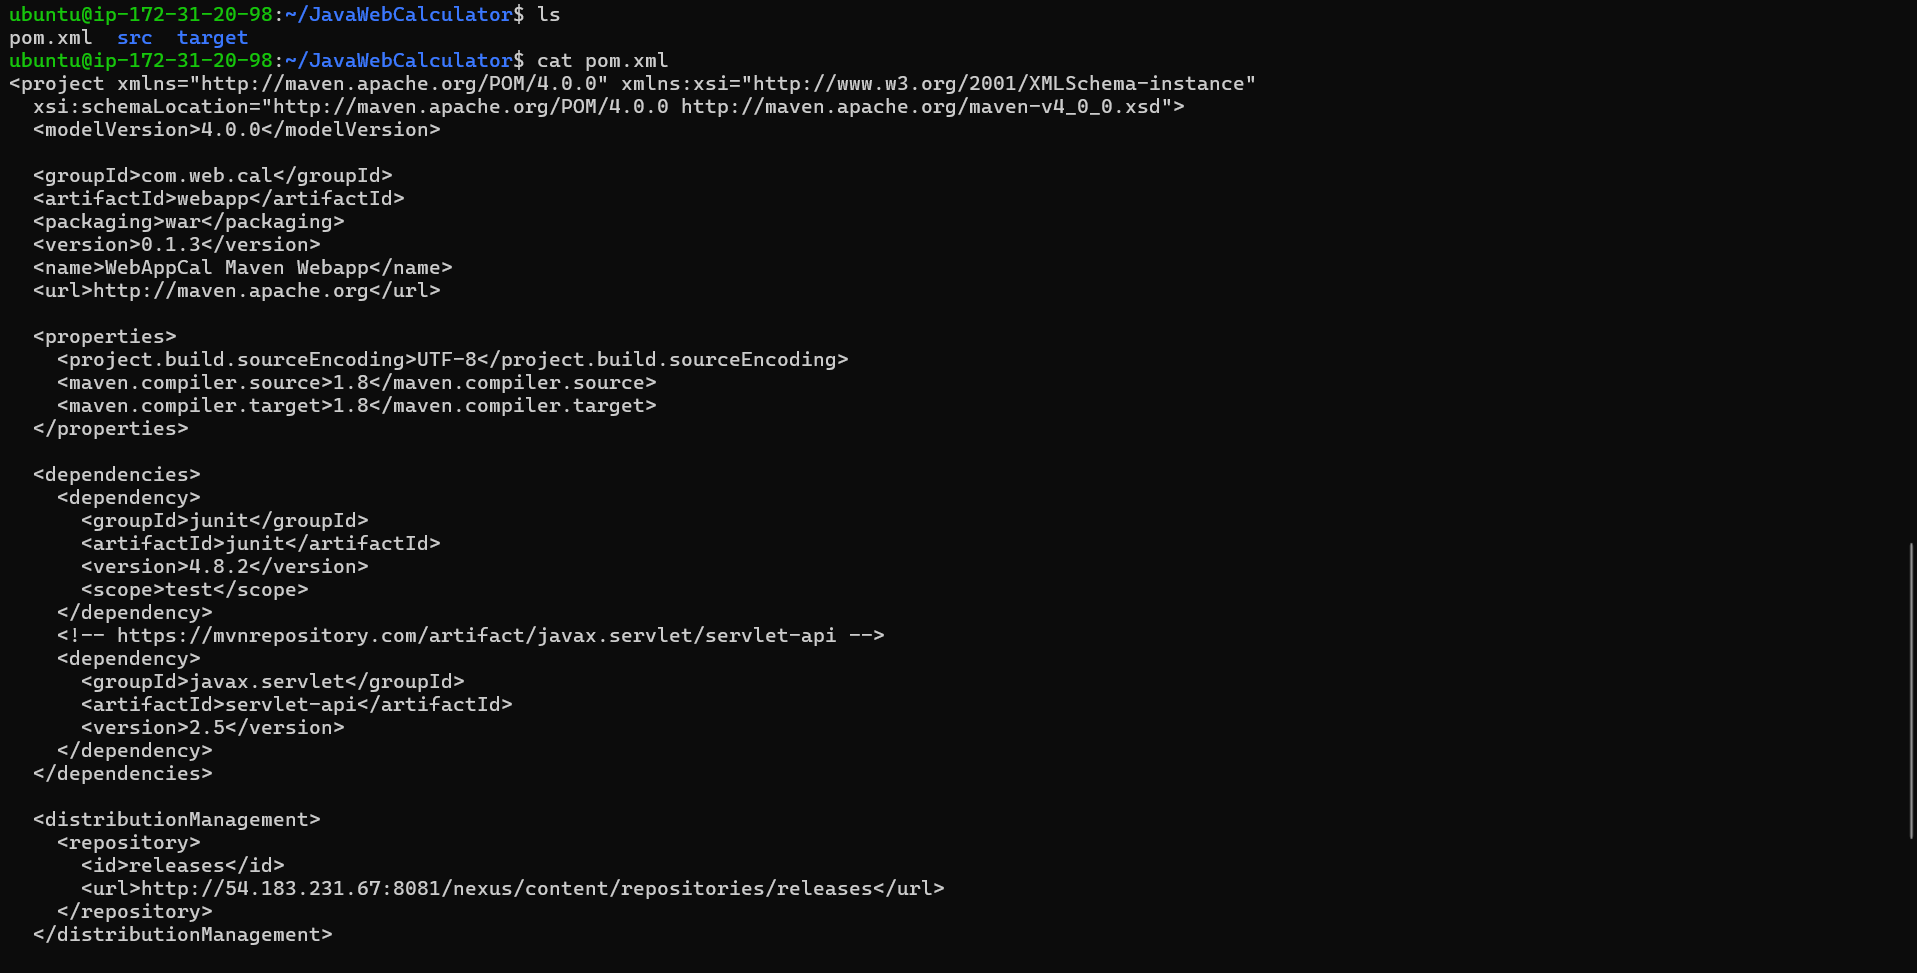 ubuntu@ip-172-31-20-98:~/JavaWebCalculator$ ls
pom.xml  src  target
ubuntu@ip-172-31-20-98:~/JavaWebCalculator$ cat pom.xml
<project xmlns="http://maven.apache.org/POM/4.0.0" xmlns:xsi="http://www.w3.org/2001/XMLSchema-instance"
  xsi:schemaLocation="http://maven.apache.org/POM/4.0.0 http://maven.apache.org/maven-v4_0_0.xsd">
  <modelVersion>4.0.0</modelVersion>

  <groupId>com.web.cal</groupId>
  <artifactId>webapp</artifactId>
  <packaging>war</packaging>
  <version>0.1.3</version>
  <name>WebAppCal Maven Webapp</name>
  <url>http://maven.apache.org</url>

  <properties>
    <project.build.sourceEncoding>UTF-8</project.build.sourceEncoding>
    <maven.compiler.source>1.8</maven.compiler.source>
    <maven.compiler.target>1.8</maven.compiler.target>
  </properties>

  <dependencies>
    <dependency>
      <groupId>junit</groupId>
      <artifactId>junit</artifactId>
      <version>4.8.2</version>
      <scope>test</scope>
    </dependency>
    <!-- https://mvnrepository.com/artifact/javax.servlet/servlet-api -->
    <dependency>
      <groupId>javax.servlet</groupId>
      <artifactId>servlet-api</artifactId>
      <version>2.5</version>
    </dependency>
  </dependencies>

  <distributionManagement>
    <repository>
      <id>releases</id>
      <url>http://54.183.231.67:8081/nexus/content/repositories/releases</url>
    </repository>
  </distributionManagement>